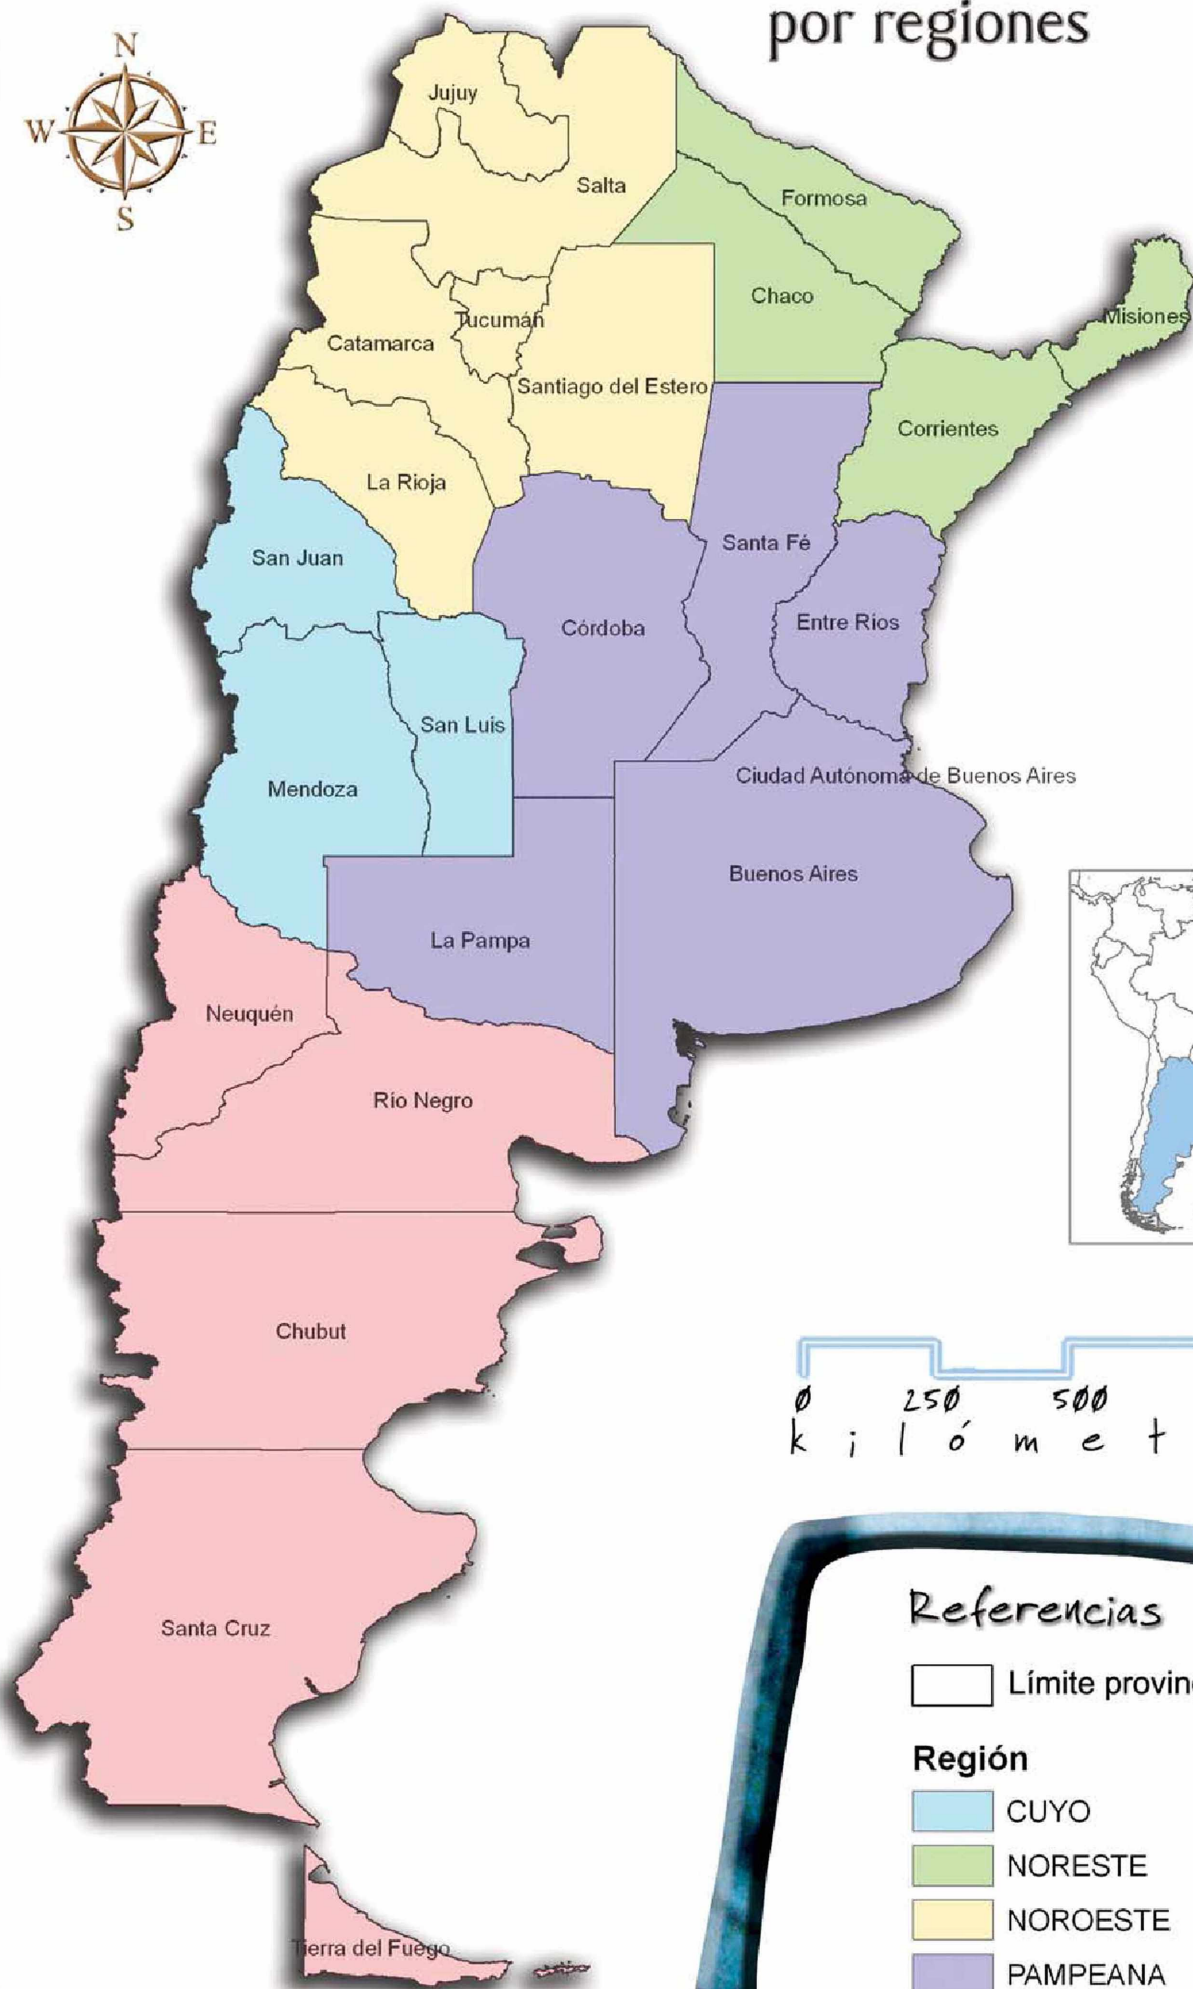 por regiones
N
W E
S
Jujuy
Salta
Formosa
Chaco
Misiones
Tucumán
Catamarca
Santiago del Estero
Corrientes
La Rioja
Santa Fé
San Juan
Entre Rios
Córdoba
San Luis
Ciudad Autónoma de Buenos Aires
Mendoza
Buenos Aires
La Pampa
Neuquén
Río Negro
Chubut
0 250 500
k i l ó m e t
Santa Cruz
Referencias
Límite provin
Región
CUYO
NORESTE
NOROESTE
Tierra del Fuego
PAMPEANA